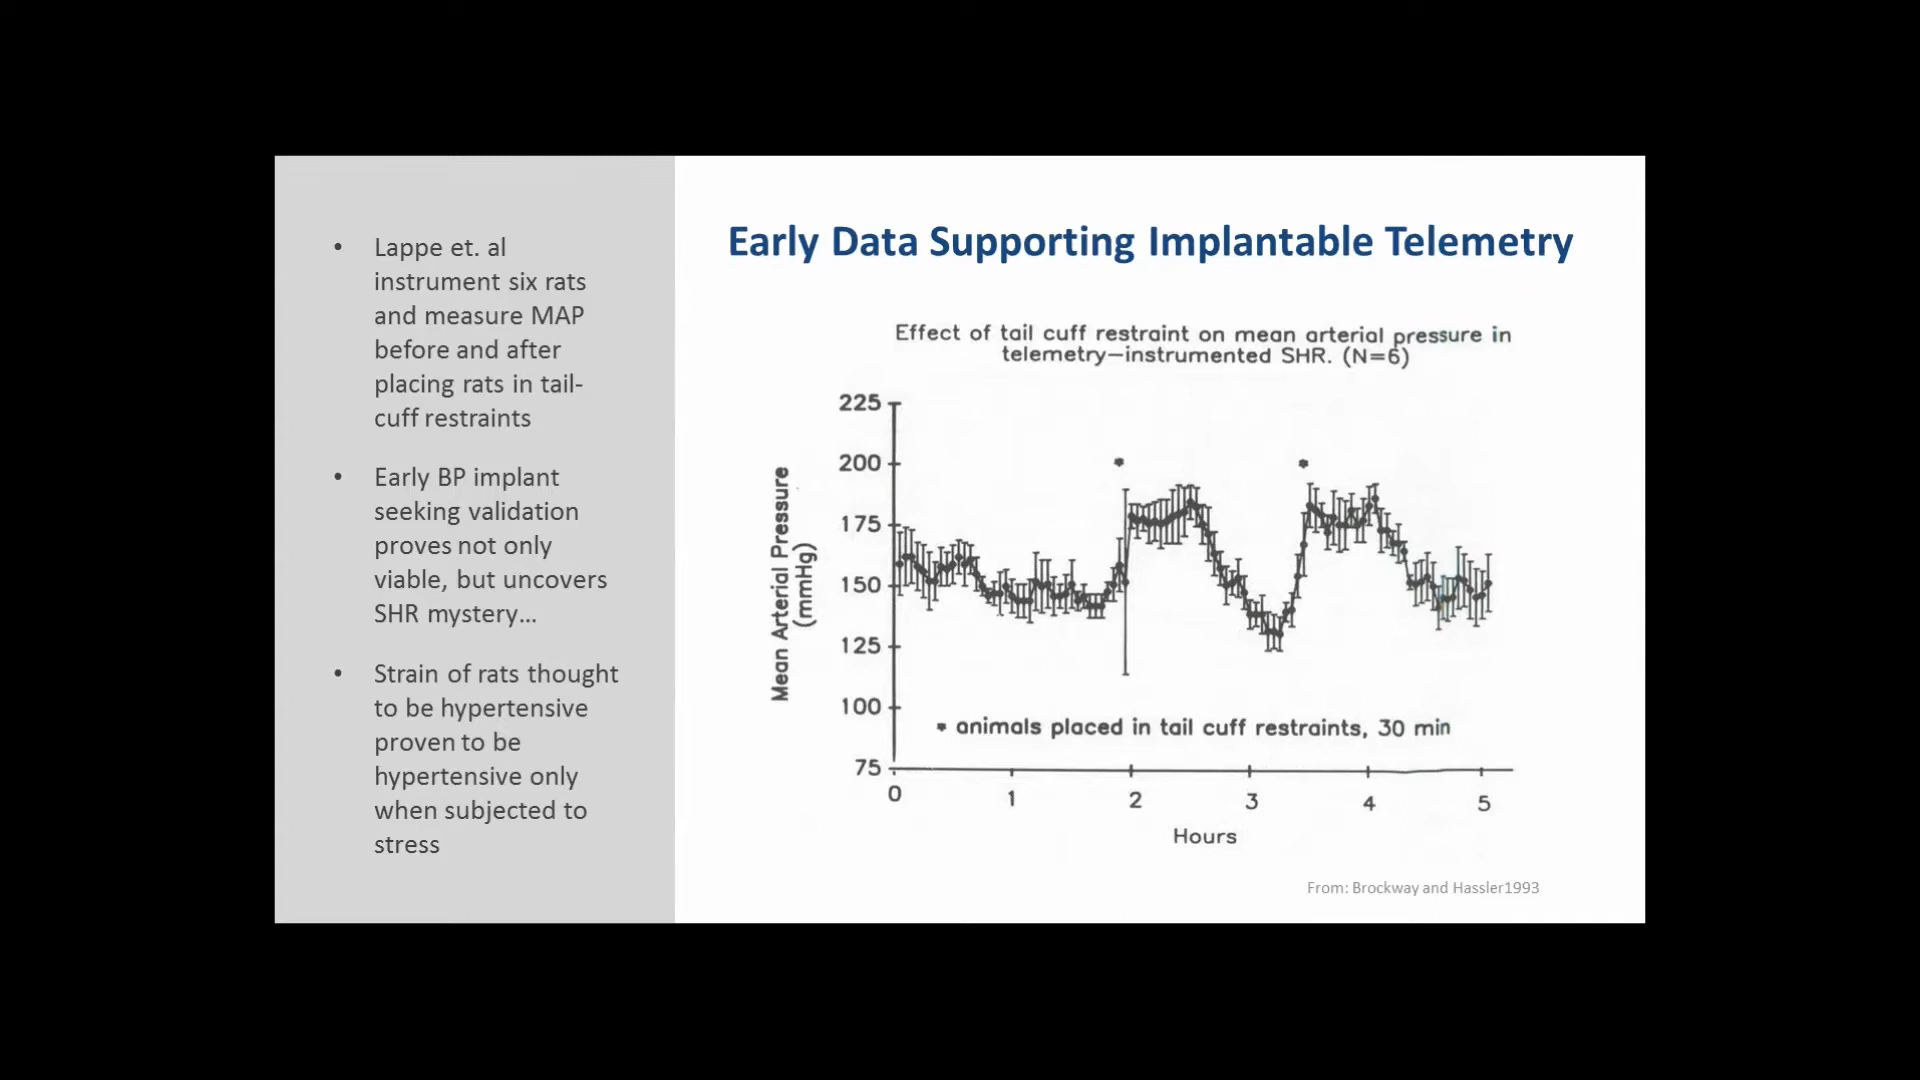 Early Data Supporting Implantable Telemetry
• Lappe et. al
instrument six rats
and measure MAP
before and after
placing rats in tail-
cuff restraints
• Early BP implant
seeking validation
proves not only
viable, but uncovers
SHR mystery…
• Strain of rats thought
to be hypertensive
proven to be
hypertensive only
when subjected to
stress
Effect of tail cuff restraint on mean arterial pressure in
telemetry-instrumented SHR. (N=6)
Mean Arterial Pressure
(mmHg)
225
200
175
150
125
100
75
* *
* animals placed in tail cuff restraints, 30 min
0 1 2 3 4 5
Hours
From: Brockway and Hassler1993